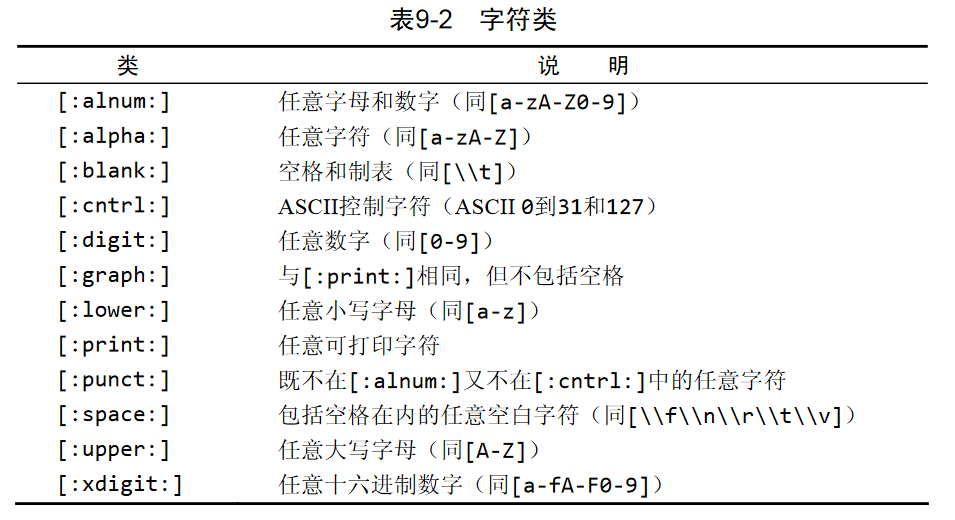 表9-2 字符类
类 说 明
[:alnum:] 任意字母和数字（同[a-zA-Z0-9]）
[:alpha:] 任意字符（同[a-zA-Z]）
[:blank:] 空格和制表（同[\\t]）
[:cntrl:] ASCII控制字符（ASCII 0到31和127）
[:digit:] 任意数字（同[0-9]）
[:graph:] 与[:print:]相同，但不包括空格
[:lower:] 任意小写字母（同[a-z]）
[:print:] 任意可打印字符
[:punct:] 既不在[:alnum:]又不在[:cntrl:]中的任意字符
[:space:] 包括空格在内的任意空白字符（同[\\f\\n\\r\\t\\v]）
[:upper:] 任意大写字母（同[A-Z]）
[:xdigit:] 任意十六进制数字（同[a-fA-F0-9]）